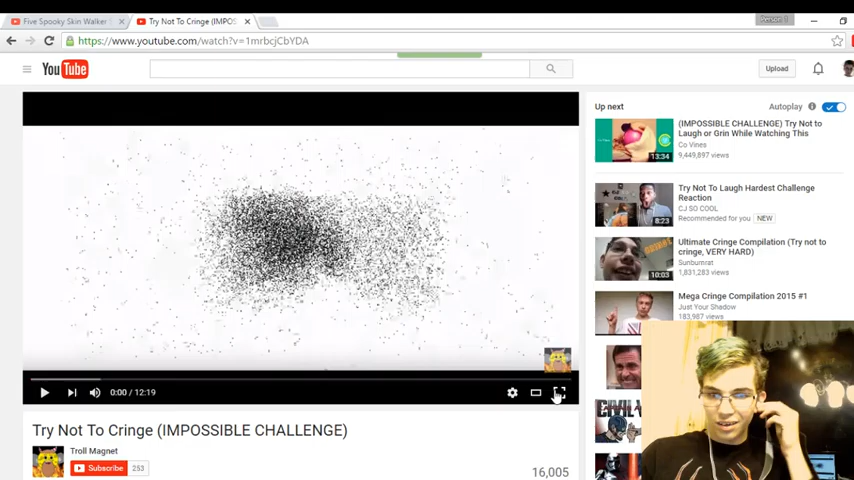 Five Spooky Skin Walker
Try Not To Cringe (IMPOS
Person 1
https://www.youtube.com/watch?v=1mrbcjCbYDA
YouTube
Upload
0:00 / 12:19
Try Not To Cringe (IMPOSSIBLE CHALLENGE)
Troll Magnet
Subscribe 253
16,005
Up next
Autoplay
(IMPOSSIBLE CHALLENGE) Try Not to
Laugh or Grin While Watching This
Co Vines
9,449,897 views
13:34
Try Not To Laugh Hardest Challenge
Reaction
CJ SO COOL
Recommended for you NEW
8:23
Ultimate Cringe Compilation (Try not to
cringe, VERY HARD)
Sunbumrat
1,831,283 views
10:03
Mega Cringe Compilation 2015 #1
Just Your Shadow
183,987 views
CIVIL